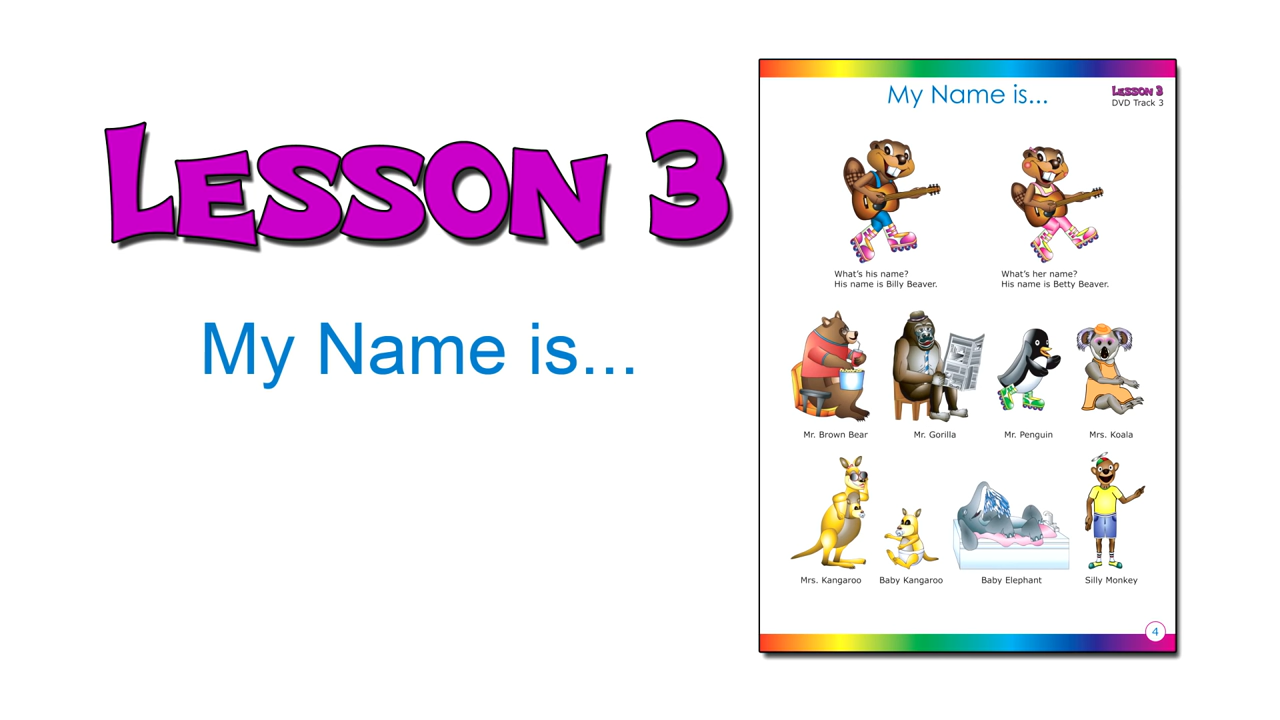 LESSON 3
My Name is...
My Name is...
LESSON 3
DVD Track 3
What's his name?
His name is Billy Beaver.
What's her name?
His name is Betty Beaver.
Mr. Brown Bear
Mr. Gorilla
Mr. Penguin
Mrs. Koala
Mrs. Kangaroo
Baby Kangaroo
Baby Elephant
Silly Monkey
4